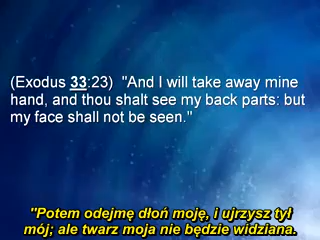 (Exodus 33:23)  "And I will take away mine
hand, and thou shalt see my back parts: but
my face shall not be seen."
"Potem odejmę dłoń moję, i ujrzysz tył
mój; ale twarz moja nie będzie widziana.